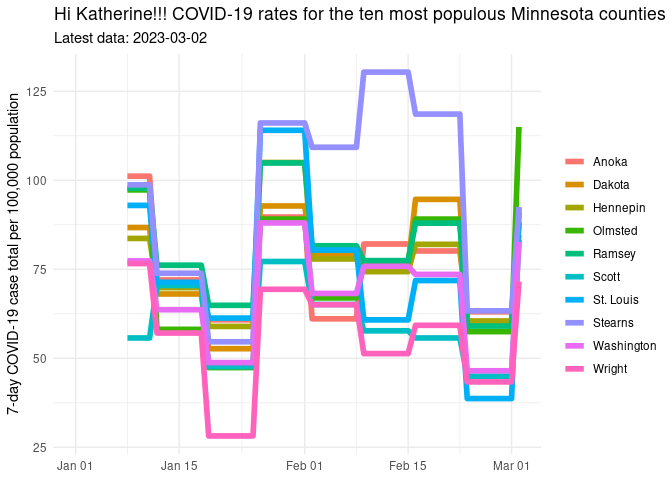 Hi Katherine!!! COVID-19 rates for the ten most populous Minnesota counties
Latest data: 2023-03-02
7-day COVID-19 case total per 100,000 population
125
100
75
50
25
Jan 01
Jan 15
Feb 01
Feb 15
Mar 01
Anoka
Dakota
Hennepin
Olmsted
Ramsey
Scott
St. Louis
Stearns
Washington
Wright